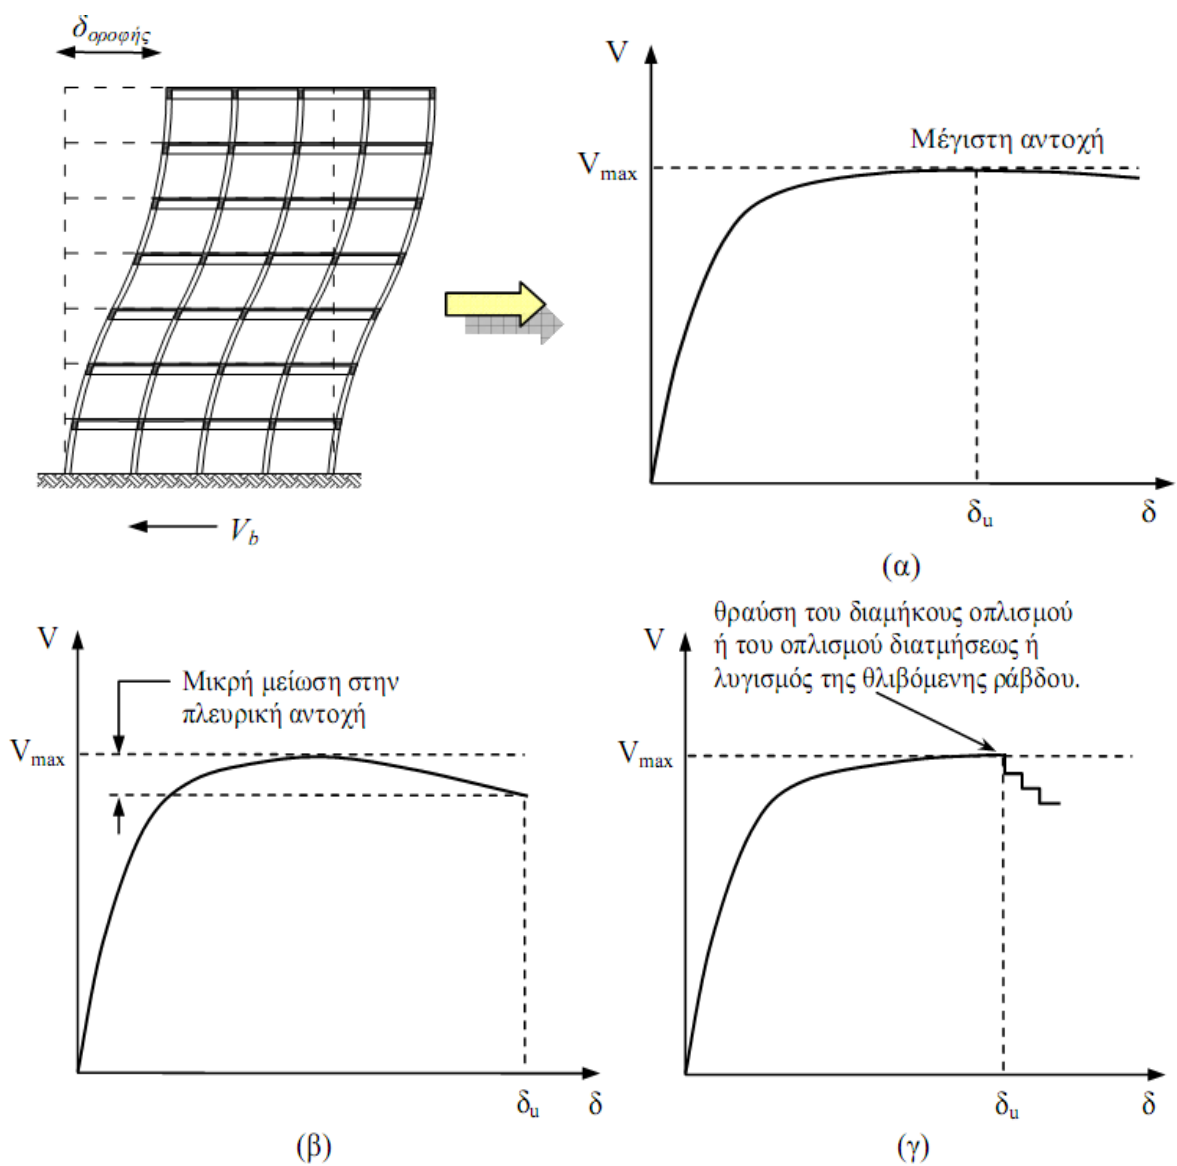 δοροφής
V
Μέγιστη αντοχή
Vmax
δu
δ
Vb
(α)
θραύση του διαμήκους οπλισμού
ή του οπλισμού διατμήσεως ή
λυγισμός της θλιβόμενης ράβδου.
V
Μικρή μείωση στην
πλευρική αντοχή
Vmax
δu
δ
(β)
V
Vmax
δu
δ
(γ)